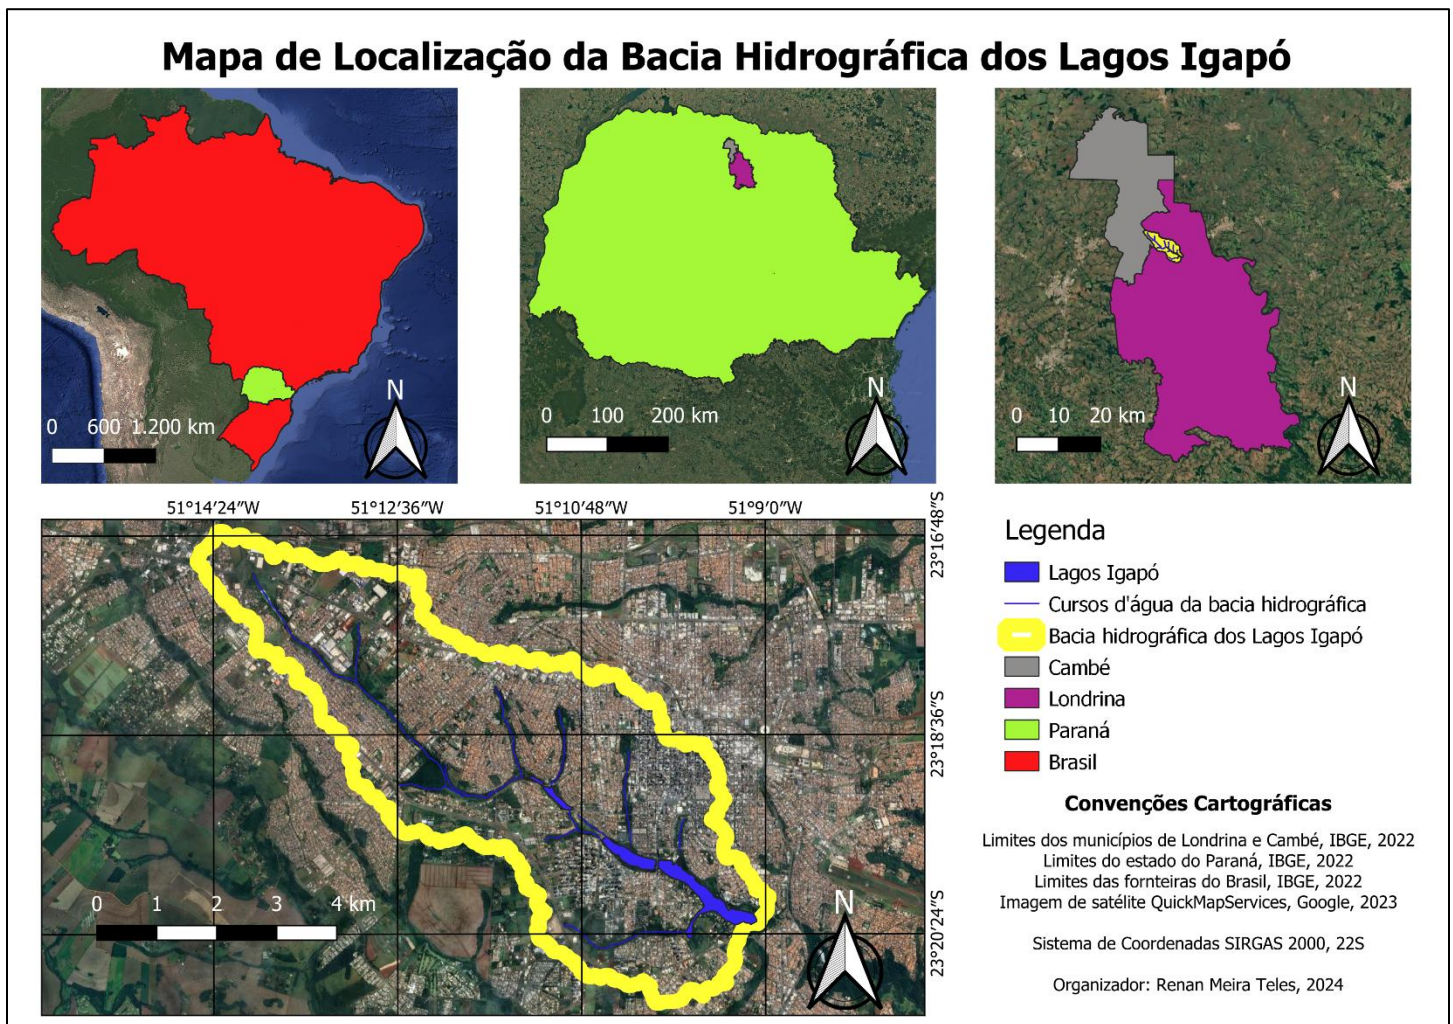 Mapa de Localização da Bacia Hidrográfica dos Lagos Igapó
N
0 600 1.200 km
N
0 100 200 km
N
0 10 20 km
51°14'24"W 51°12'36"W 51°10'48"W 51°9'0"W
23°16'48"S
23°18'36"S
23°20'24"S
0 1 2 3 4 km
N
Legenda
Lagos Igapó
Cursos d'água da bacia hidrográfica
Bacia hidrográfica dos Lagos Igapó
Cambé
Londrina
Paraná
Brasil
Convenções Cartográficas
Limites dos municípios de Londrina e Cambé, IBGE, 2022
Limites do estado do Paraná, IBGE, 2022
Limites das fornteiras do Brasil, IBGE, 2022
Imagem de satélite QuickMapServices, Google, 2023
Sistema de Coordenadas SIRGAS 2000, 22S
Organizador: Renan Meira Teles, 2024